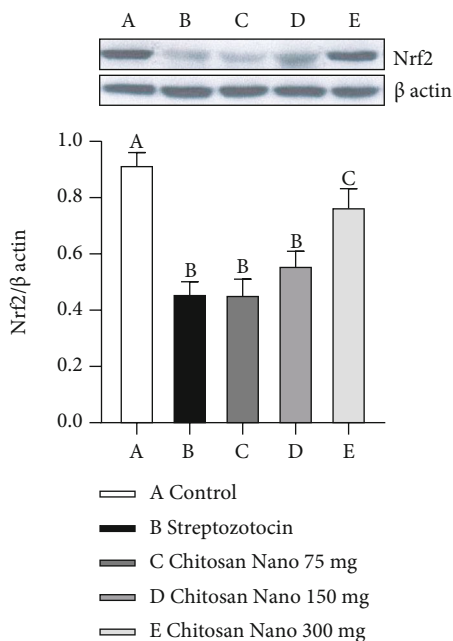 A B C D E
Nrf2
β actin
Nrf2/β actin
1.0
0.8
0.6
0.4
0.2
0.0
A
B
B
B
C
A B C D E
A Control
B Streptozotocin
C Chitosan Nano 75 mg
D Chitosan Nano 150 mg
E Chitosan Nano 300 mg